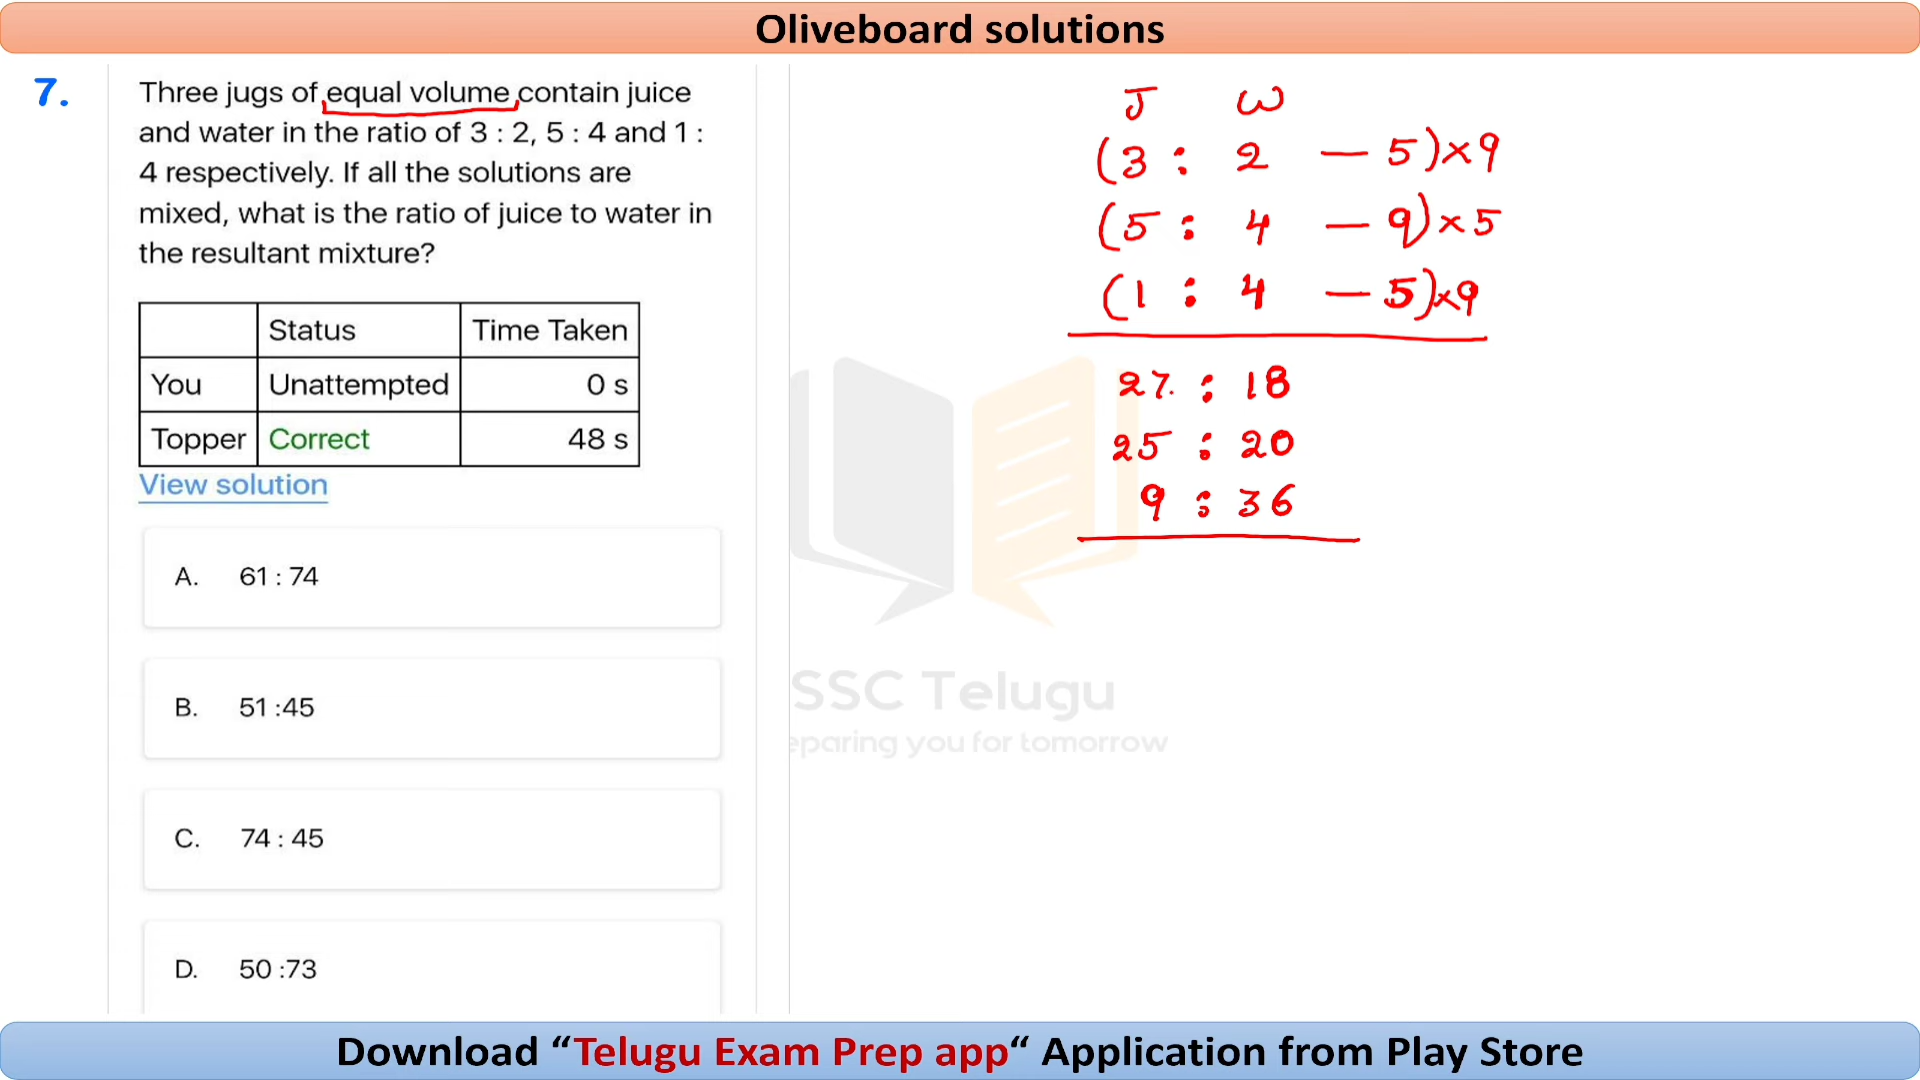 Oliveboard solutions
7.
Three jugs of equal volume contain juice
and water in the ratio of 3 : 2, 5 : 4 and 1 :
4 respectively. If all the solutions are
mixed, what is the ratio of juice to water in
the resultant mixture?
Status Time Taken
You Unattempted 0 s
Topper Correct 48 s
View solution
A. 61 : 74
B. 51 :45
C. 74 : 45
D. 50 :73
J W
(3 : 2 — 5)×9
(5 : 4 — 9)×5
(1 : 4 — 5)×9
27 : 18
25 : 20
9 : 36
SSC Telugu
eparing you for tomorrow
Download “Telugu Exam Prep app“ Application from Play Store